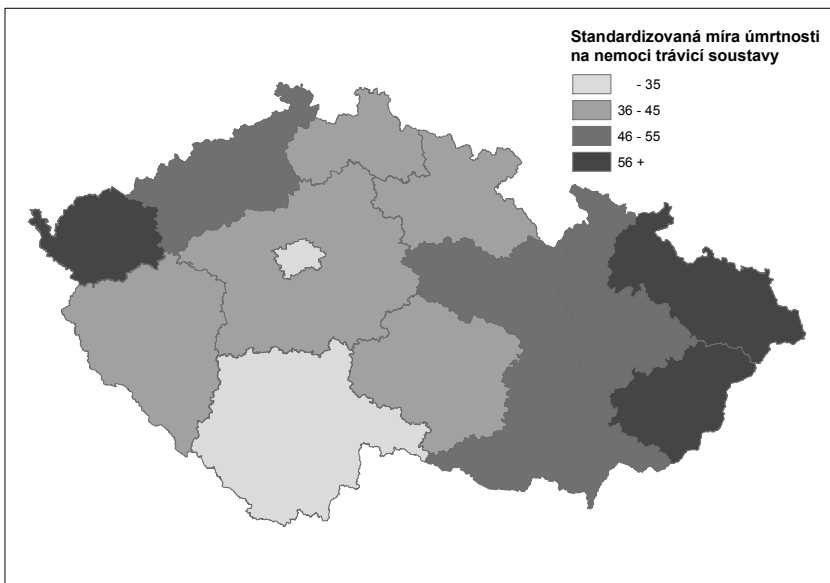 Standardizovaná míra úmrtnosti
na nemoci trávicí soustavy
- 35
36 - 45
46 - 55
56 +